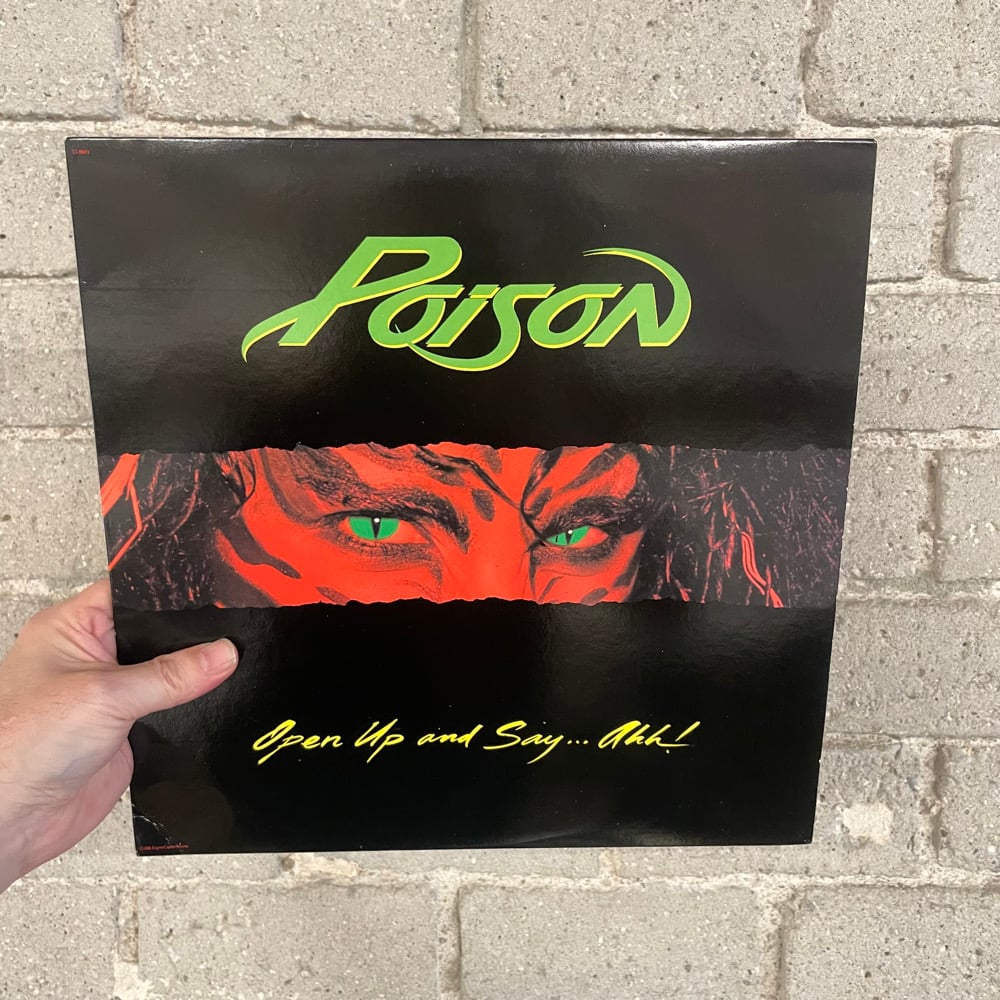 Poison
Open Up and Say... Ahh!